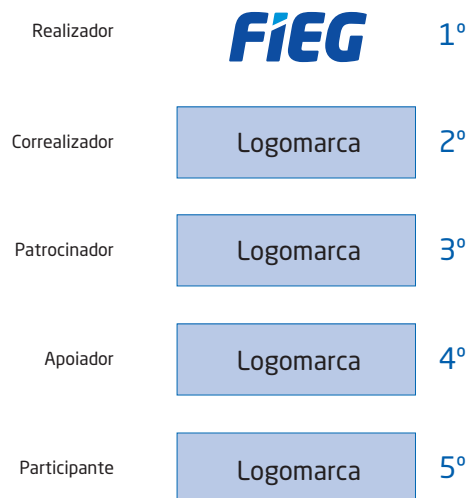 Realizador FIEG 1º
Correalizador Logomarca 2º
Patrocinador Logomarca 3º
Apoiador Logomarca 4º
Participante Logomarca 5º